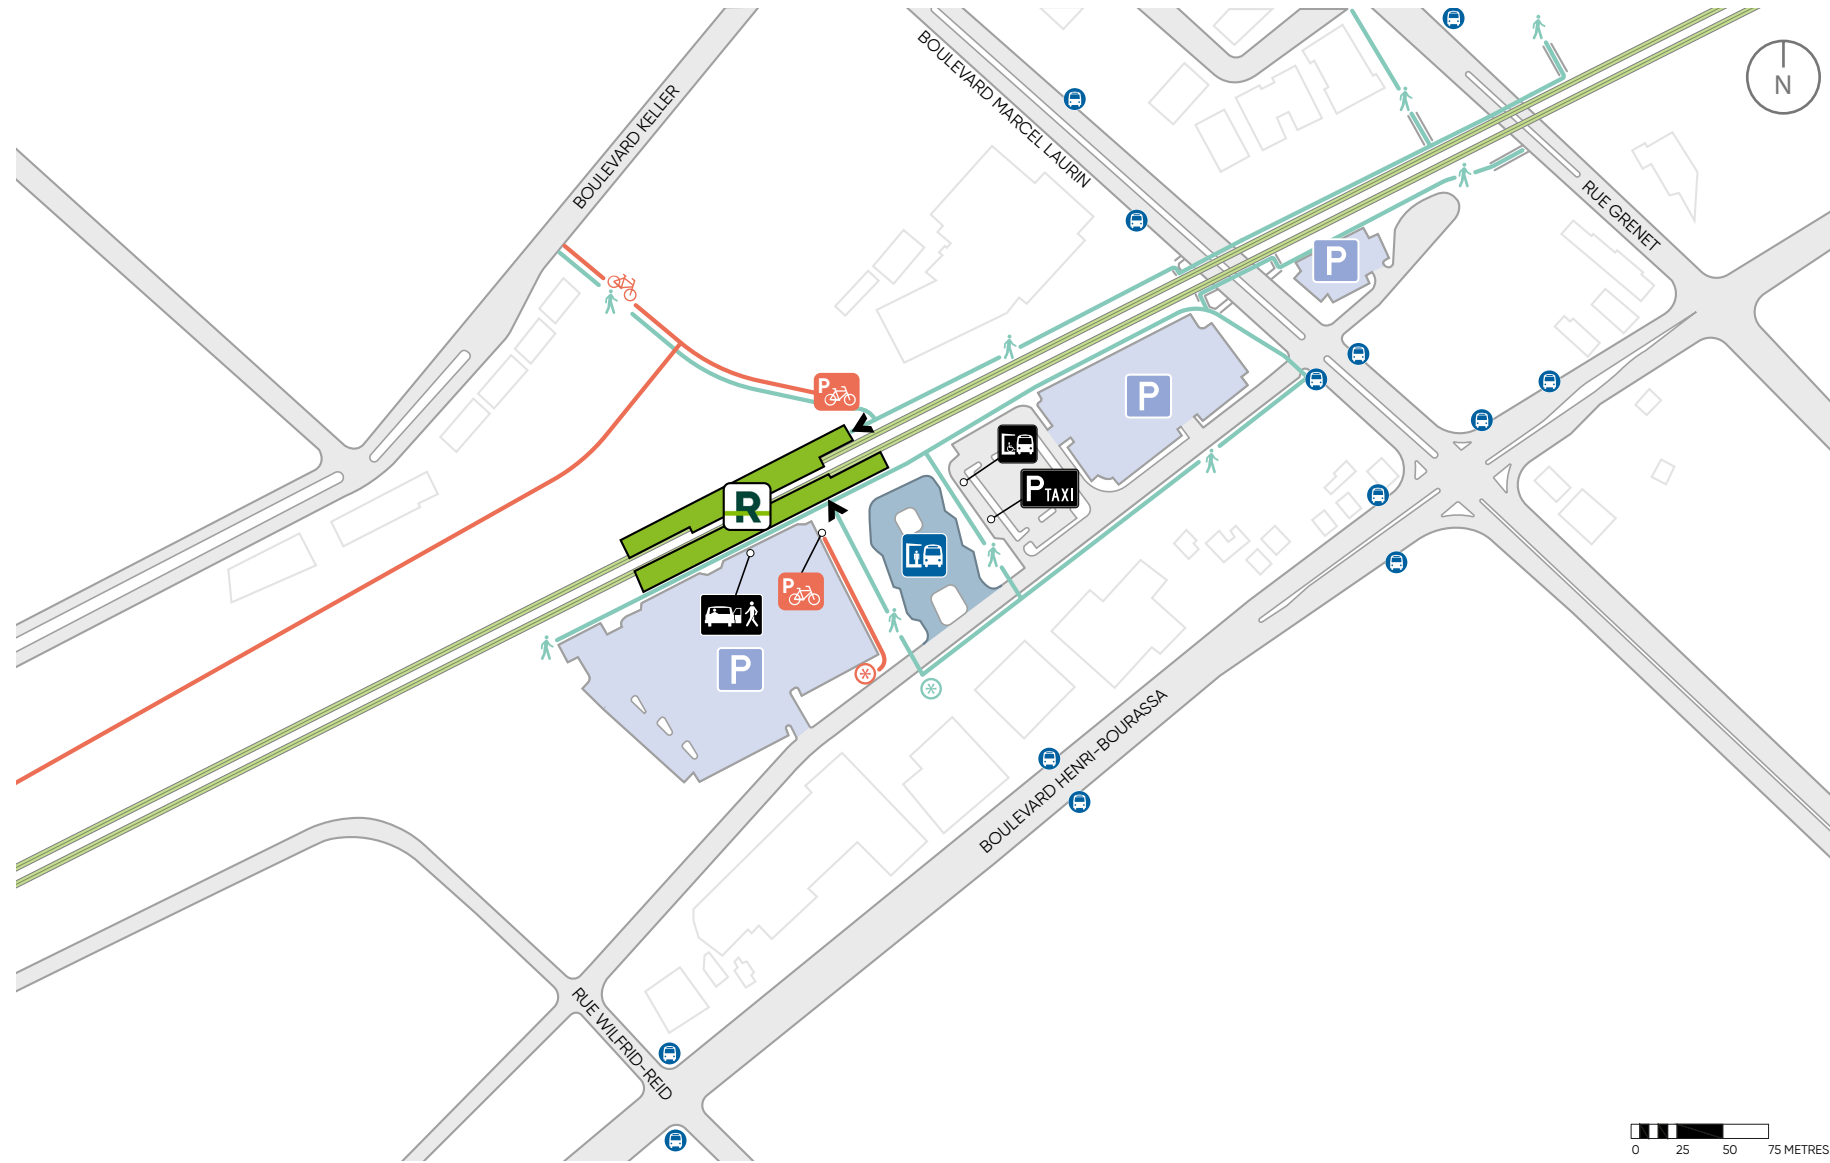 BOULEVARD KELLER
BOULEVARD MARCEL LAURIN
N
RUE GRENET
P
P
P
R
P TAXI
P
P
BOULEVARD HENRI-BOURASSA
RUE WILFRID-REID
0 25 50 75 METRES